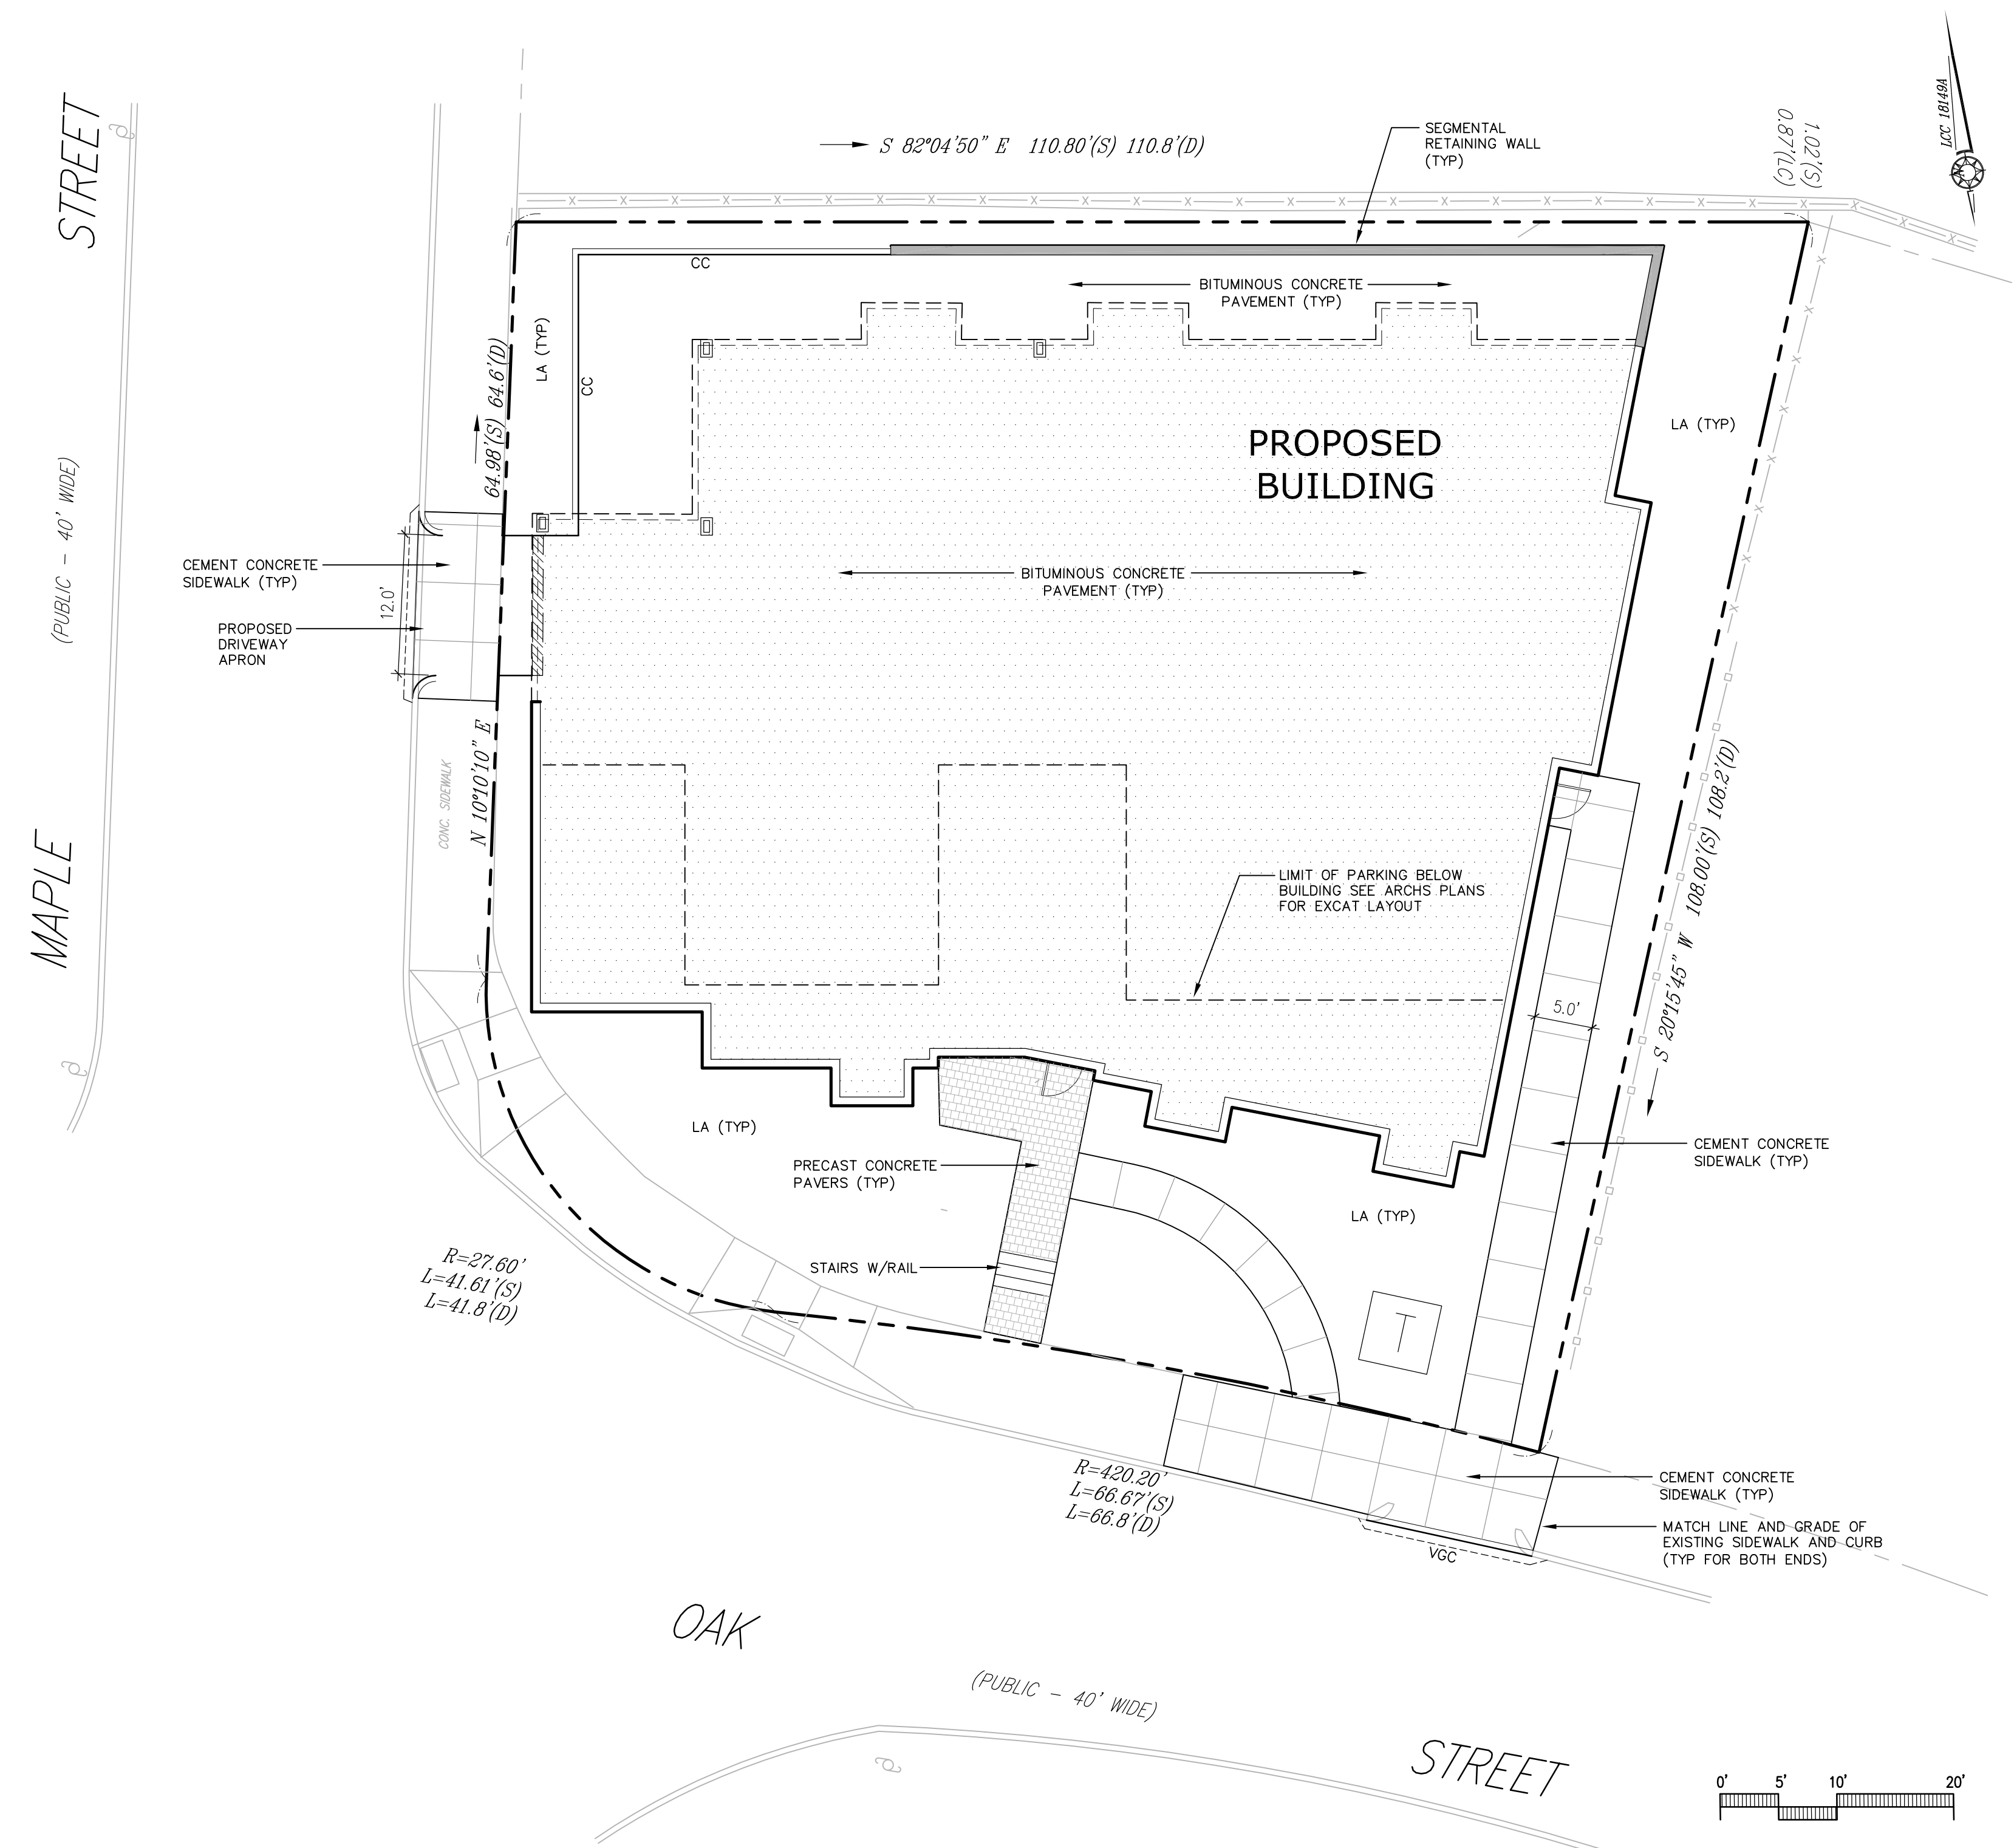 LCC 18149A
N
S 82°04'50" E 110.80'(S) 110.8'(D)
1.02'(S)
0.87'(LC)
SEGMENTAL
RETAINING WALL
(TYP)
MAPLE STREET
(PUBLIC - 40' WIDE)
CC
BITUMINOUS CONCRETE
PAVEMENT (TYP)
LA (TYP)
CC
64.98'(S) 64.6'(D)
N 10°10'10" E
PROPOSED
BUILDING
LA (TYP)
CEMENT CONCRETE
SIDEWALK (TYP)
12.0'
PROPOSED
DRIVEWAY
APRON
BITUMINOUS CONCRETE
PAVEMENT (TYP)
CONC. SIDEWALK
LIMIT OF PARKING BELOW
BUILDING SEE ARCHS PLANS
FOR EXCAT LAYOUT
S 20°15'45" W 108.00'(S) 108.2'(D)
5.0'
LA (TYP)
PRECAST CONCRETE
PAVERS (TYP)
CEMENT CONCRETE
SIDEWALK (TYP)
LA (TYP)
STAIRS W/RAIL
T
R=27.60'
L=41.61'(S)
L=41.8'(D)
R=420.20'
L=66.67'(S)
L=66.8'(D)
CEMENT CONCRETE
SIDEWALK (TYP)
MATCH LINE AND GRADE OF
EXISTING SIDEWALK AND CURB
(TYP FOR BOTH ENDS)
VGC
OAK STREET
(PUBLIC - 40' WIDE)
0' 5' 10' 20'